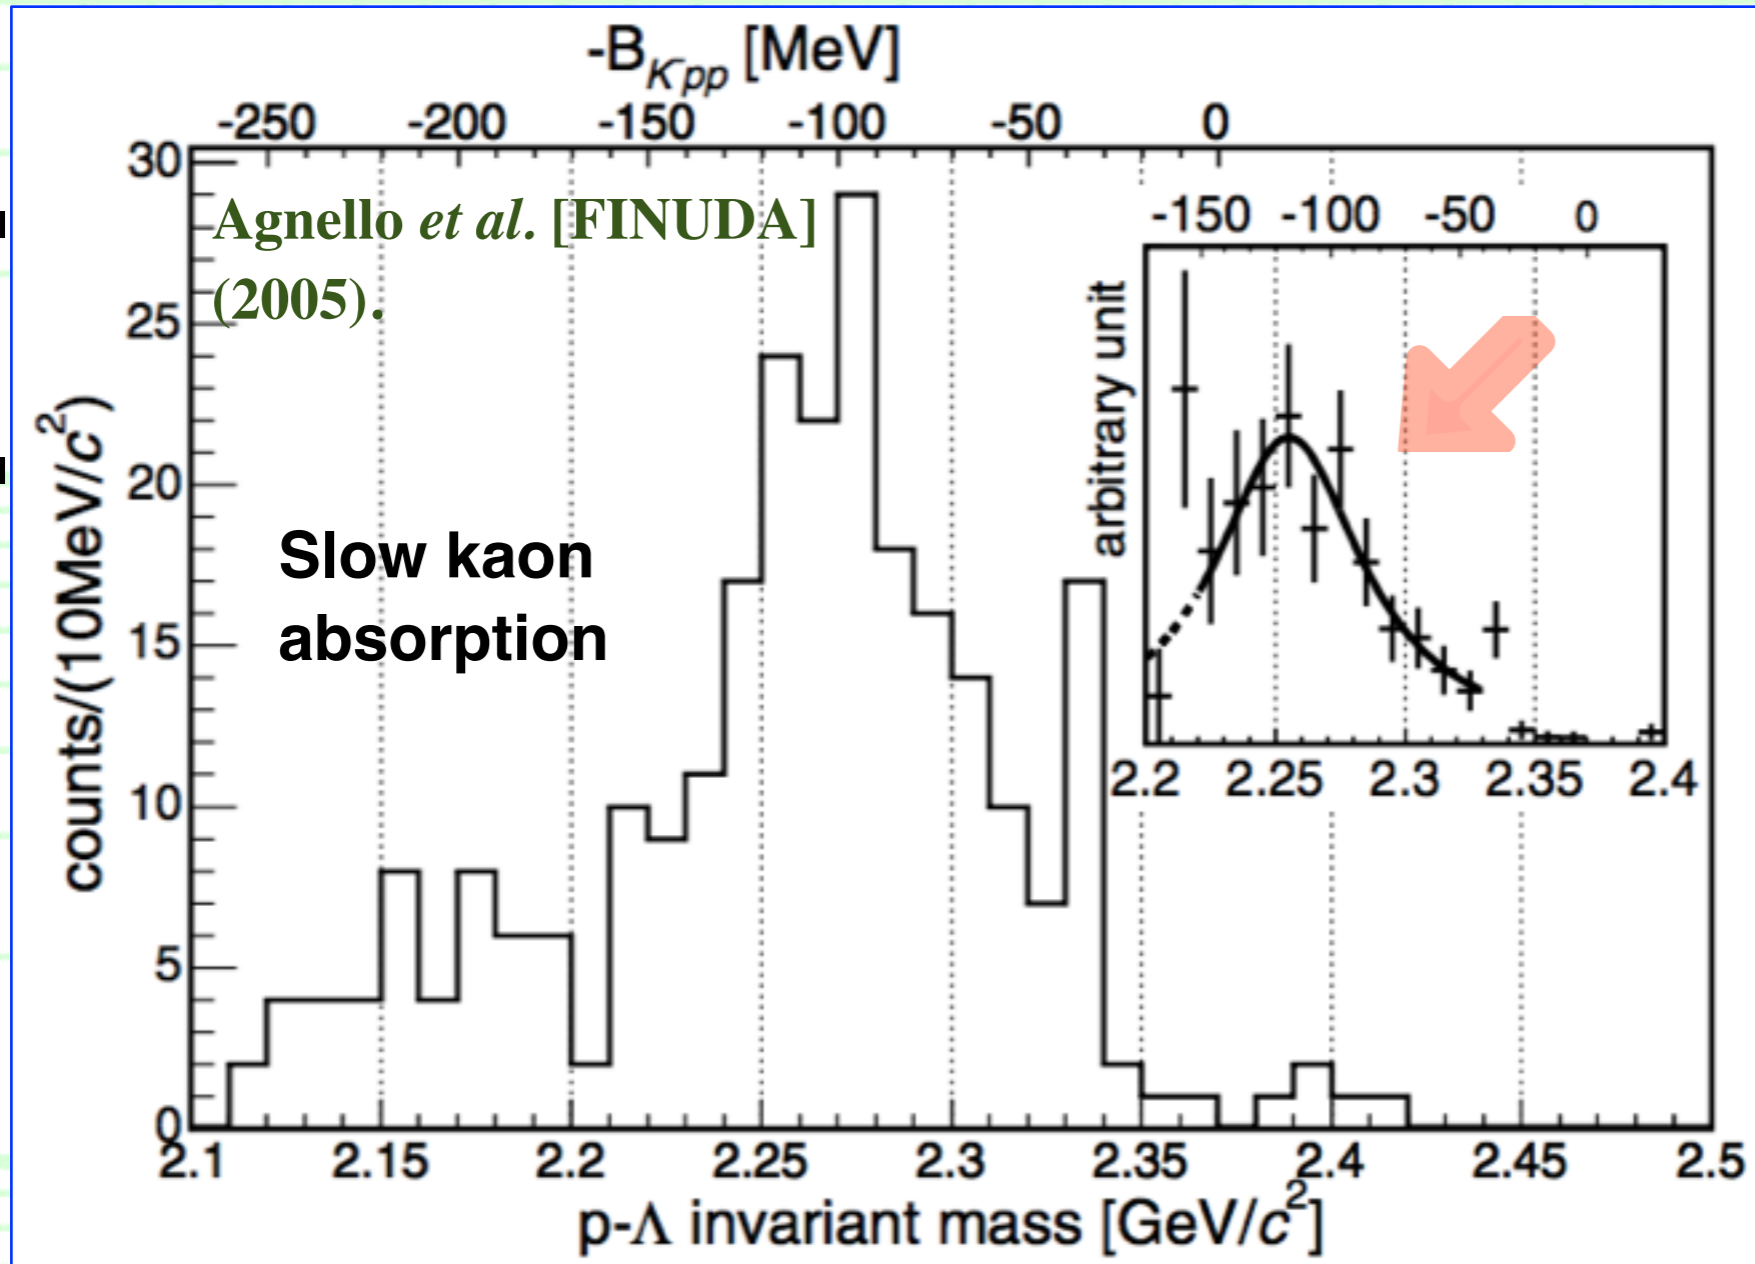 -B_K⁻pp [MeV]
-250 -200 -150 -100 -50 0
30
25
20
15
10
5
0
counts/(10MeV/c²)
Agnello et al. [FINUDA]
(2005).
Slow kaon
absorption
-150 -100 -50 0
arbitrary unit
2.2 2.25 2.3 2.35 2.4
2.1 2.15 2.2 2.25 2.3 2.35 2.4 2.45 2.5
p-Λ invariant mass [GeV/c²]